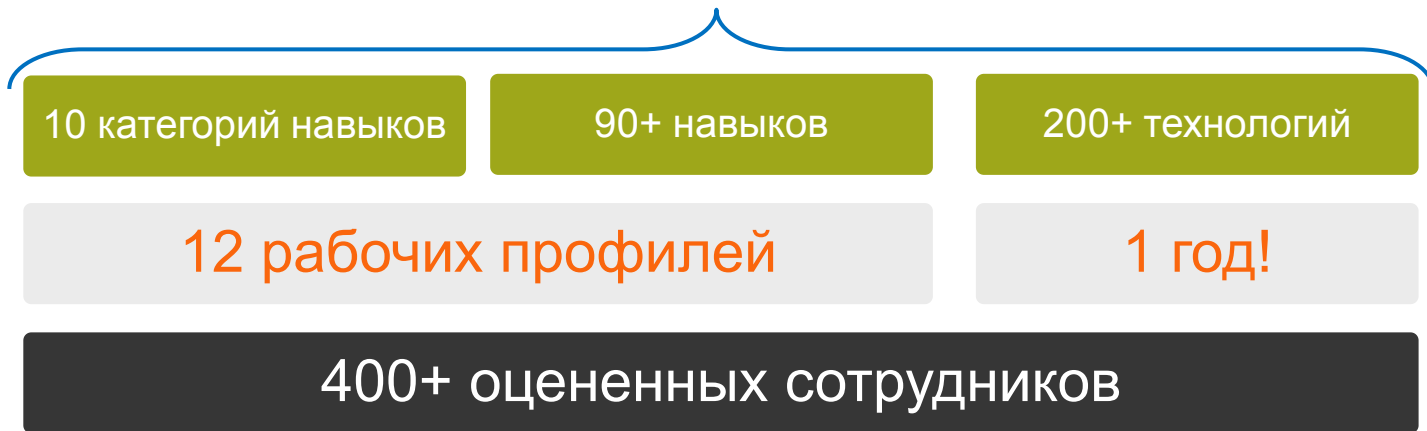 10 категорий навыков
90+ навыков
200+ технологий
12 рабочих профилей
1 год!
400+ оцененных сотрудников